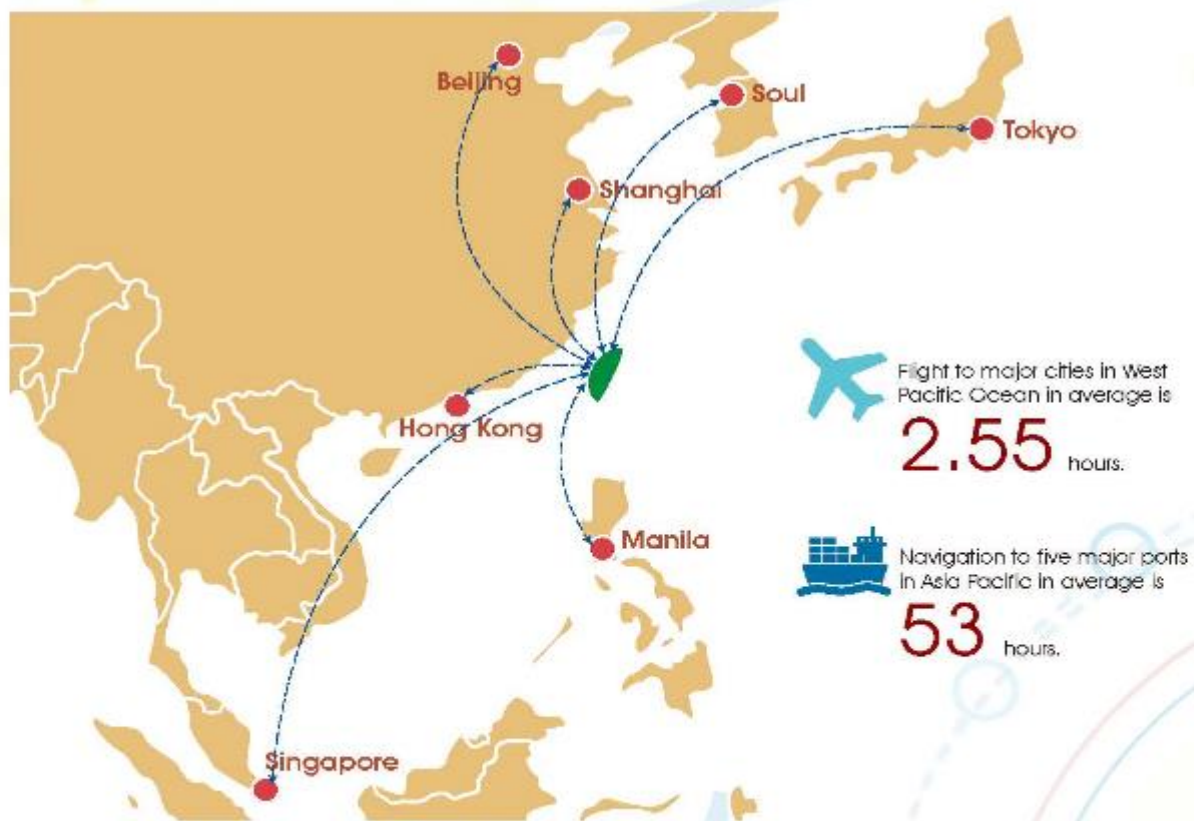 Beijing
Soul
Tokyo
Shanghai
Flight to major cities in West
Pacific Ocean in average is
2.55 hours.
Hong Kong
Manila
Navigation to five major ports
in Asia Pacific in average is
53 hours.
Singapore